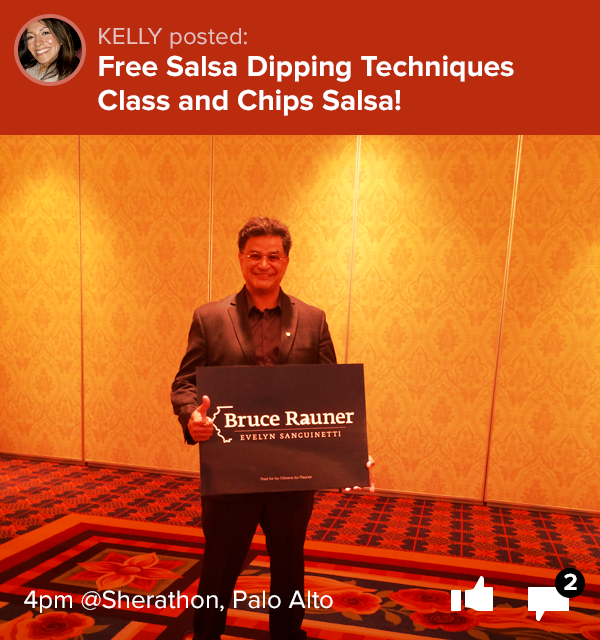 KELLY posted:
Free Salsa Dipping Techniques
Class and Chips Salsa!
Bruce Rauner
EVELYN SANGUINETTI
Paid for by Citizens for Rauner
4pm @Sherathon, Palo Alto
2